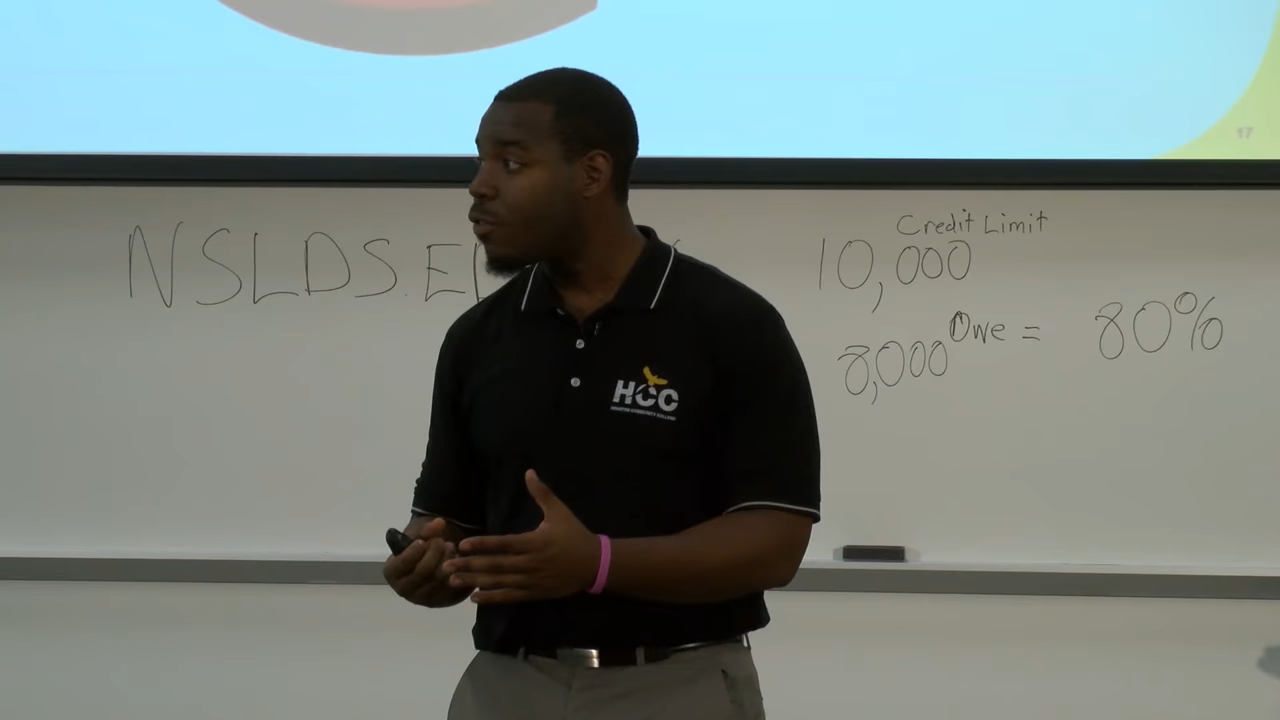 17
NSLDS.E
Credit Limit
10,000
8,000 Owe = 80%
HCC